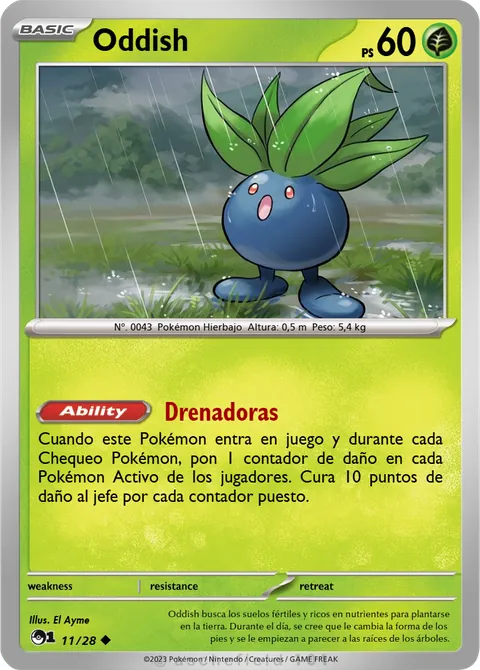 BASIC
Oddish
PS 60
Nº. 0043 Pokémon Hierbajo Altura: 0,5 m Peso: 5,4 kg
Ability Drenadoras
Cuando este Pokémon entra en juego y durante cada
Chequeo Pokémon, pon 1 contador de daño en cada
Pokémon Activo de los jugadores. Cura 10 puntos de
daño al jefe por cada contador puesto.
weakness resistance retreat
Illus. El Ayme
1 11/28
Oddish busca los suelos fértiles y ricos en nutrientes para plantarse
en la tierra. Durante el día, se cree que le cambia la forma de los
pies y se le empiezan a parecer a las raíces de los árboles.
©2023 Pokémon / Nintendo / Creatures / GAME FREAK